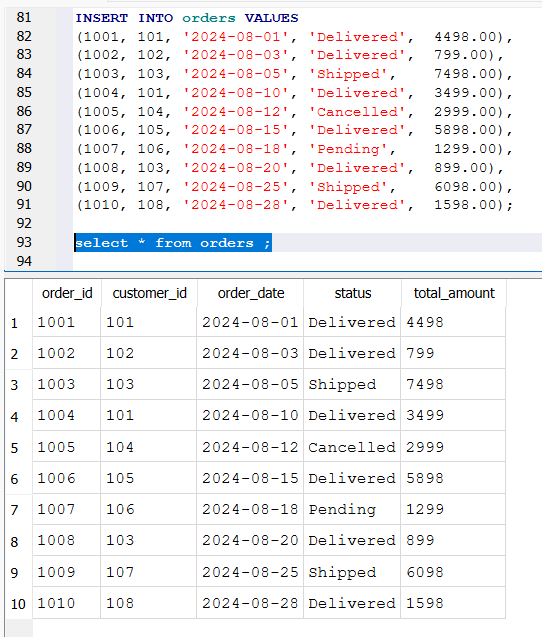 81 INSERT INTO orders VALUES
82 (1001, 101, '2024-08-01', 'Delivered', 4498.00),
83 (1002, 102, '2024-08-03', 'Delivered', 799.00),
84 (1003, 103, '2024-08-05', 'Shipped', 7498.00),
85 (1004, 101, '2024-08-10', 'Delivered', 3499.00),
86 (1005, 104, '2024-08-12', 'Cancelled', 2999.00),
87 (1006, 105, '2024-08-15', 'Delivered', 5898.00),
88 (1007, 106, '2024-08-18', 'Pending', 1299.00),
89 (1008, 103, '2024-08-20', 'Delivered', 899.00),
90 (1009, 107, '2024-08-25', 'Shipped', 6098.00),
91 (1010, 108, '2024-08-28', 'Delivered', 1598.00);
92
93 select * from orders ;
94
order_id customer_id order_date status total_amount
1 1001 101 2024-08-01 Delivered 4498
2 1002 102 2024-08-03 Delivered 799
3 1003 103 2024-08-05 Shipped 7498
4 1004 101 2024-08-10 Delivered 3499
5 1005 104 2024-08-12 Cancelled 2999
6 1006 105 2024-08-15 Delivered 5898
7 1007 106 2024-08-18 Pending 1299
8 1008 103 2024-08-20 Delivered 899
9 1009 107 2024-08-25 Shipped 6098
10 1010 108 2024-08-28 Delivered 1598